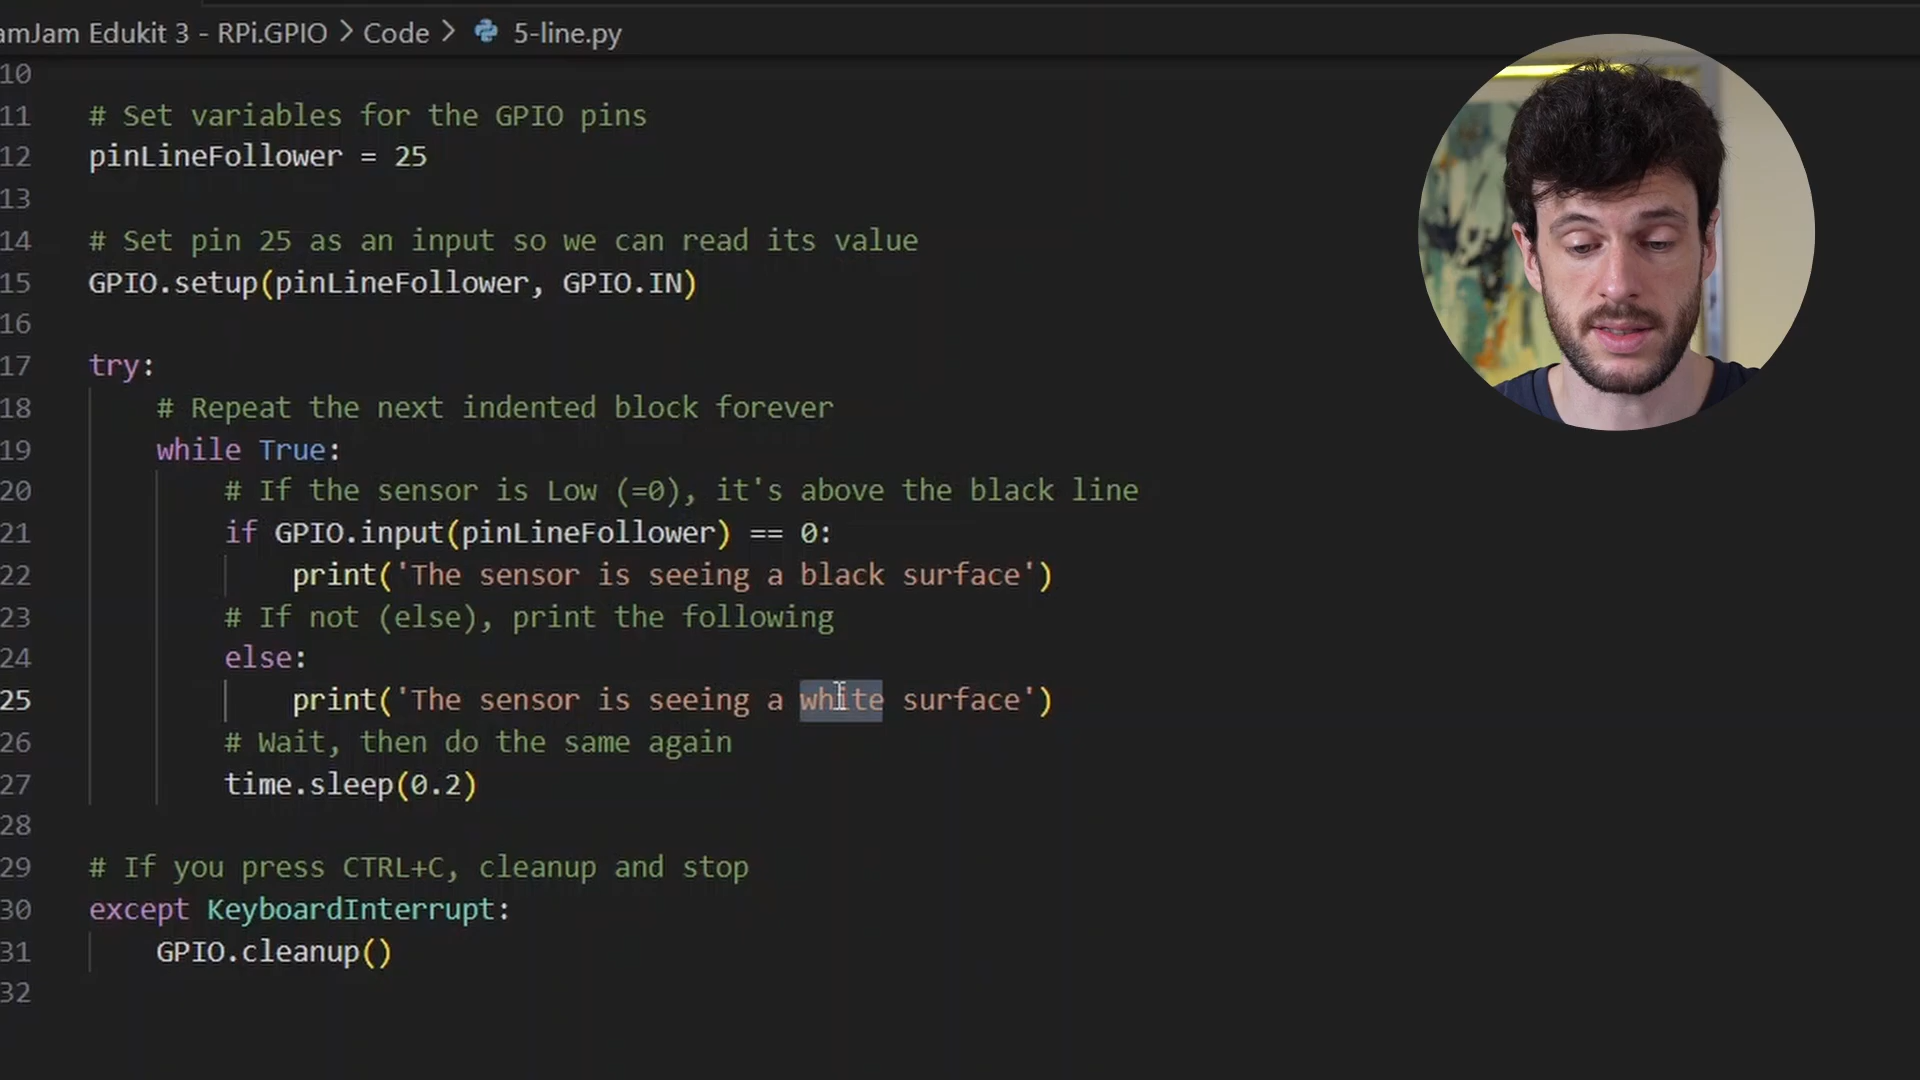 amJam Edukit 3 - RPi.GPIO > Code > 5-line.py
10
11 # Set variables for the GPIO pins
12 pinLineFollower = 25
13
14 # Set pin 25 as an input so we can read its value
15 GPIO.setup(pinLineFollower, GPIO.IN)
16
17 try:
18 # Repeat the next indented block forever
19 while True:
20 # If the sensor is Low (=0), it's above the black line
21 if GPIO.input(pinLineFollower) == 0:
22 print('The sensor is seeing a black surface')
23 # If not (else), print the following
24 else:
25 print('The sensor is seeing a white surface')
26 # Wait, then do the same again
27 time.sleep(0.2)
28
29 # If you press CTRL+C, cleanup and stop
30 except KeyboardInterrupt:
31 GPIO.cleanup()
32